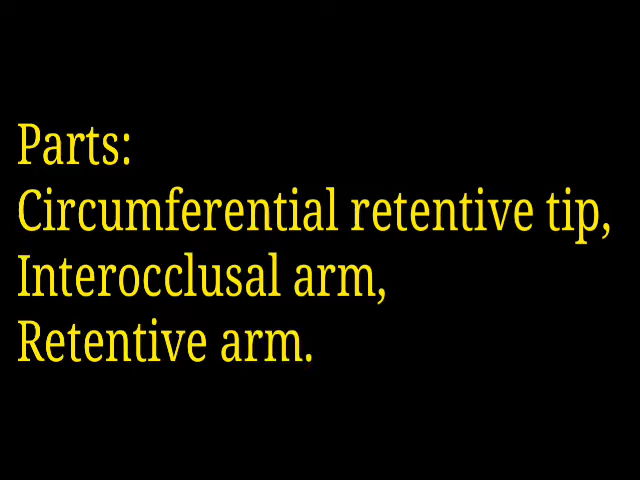 Parts:
Circumferential retentive tip,
Interocclusal arm,
Retentive arm.